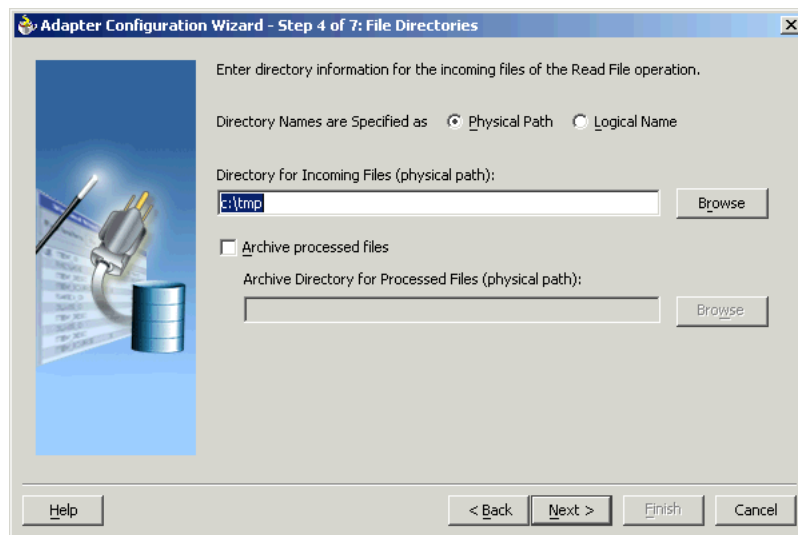 Adapter Configuration Wizard - Step 4 of 7: File Directories
Enter directory information for the incoming files of the Read File operation.
Directory Names are Specified as Physical Path Logical Name
Directory for Incoming Files (physical path):
c:\tmp Browse
Archive processed files
Archive Directory for Processed Files (physical path):
Browse
Help < Back Next > Finish Cancel